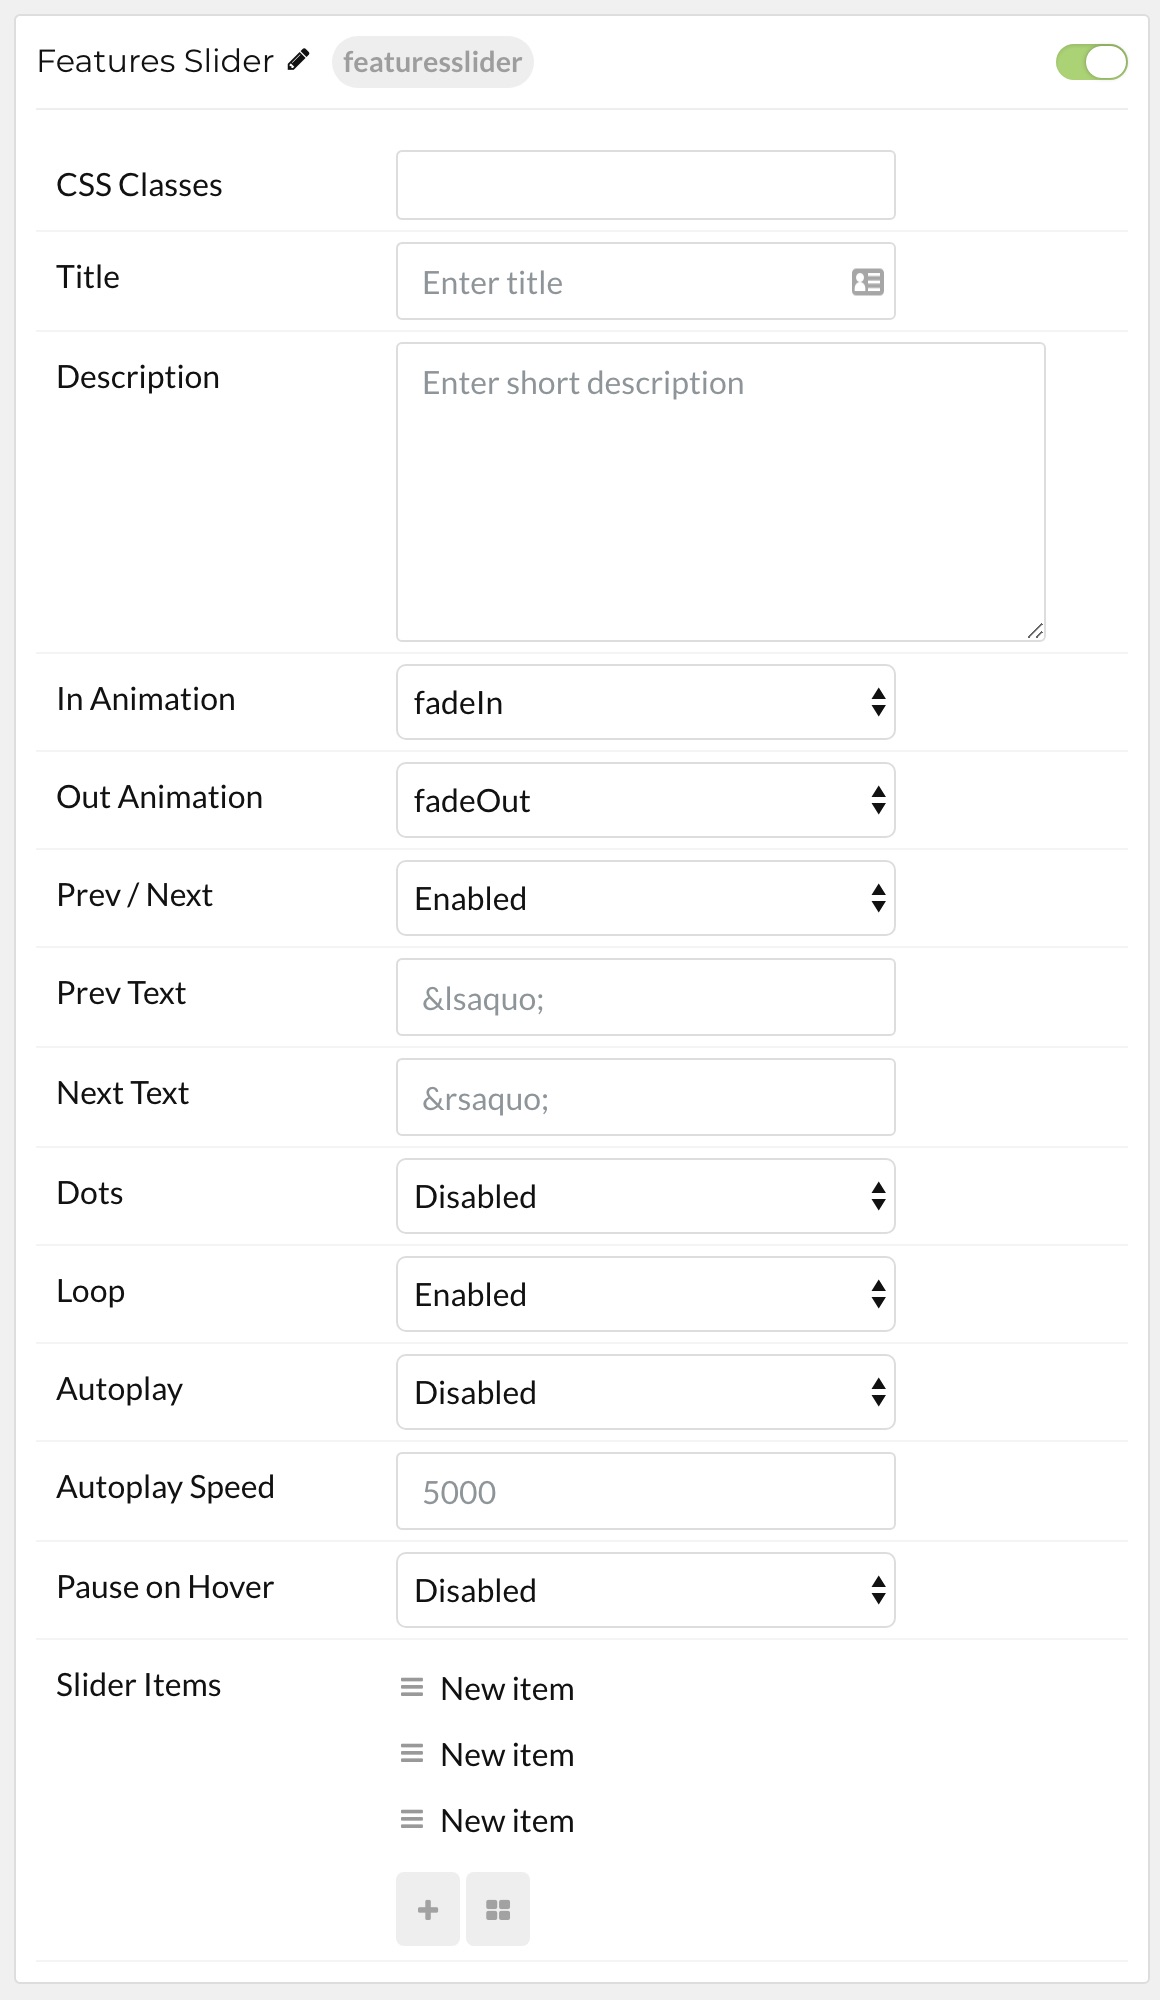 Features Slider featuresslider
CSS Classes
Title Enter title
Description Enter short description
In Animation fadeIn
Out Animation fadeOut
Prev / Next Enabled
Prev Text &lsaquo;
Next Text &rsaquo;
Dots Disabled
Loop Enabled
Autoplay Disabled
Autoplay Speed 5000
Pause on Hover Disabled
Slider Items New item
New item
New item